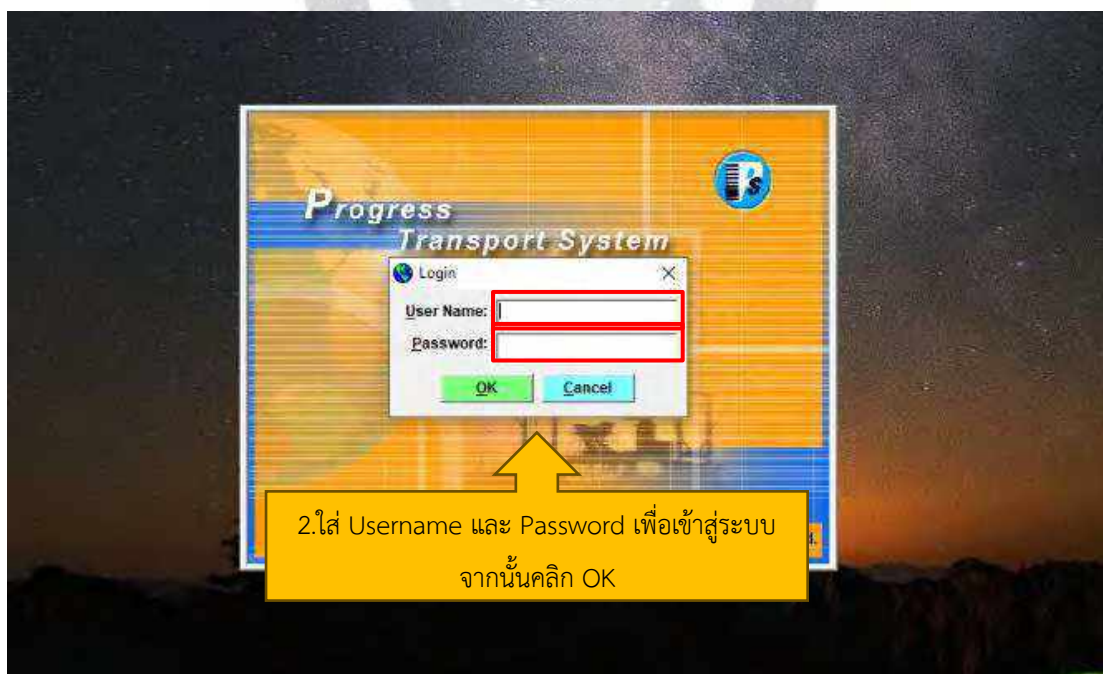 Progress
Transport System
Login
User Name:
Password:
OK
Cancel
2.ใส่ Username และ Password เพื่อเข้าสู่ระบบ
จากนั้นคลิก OK